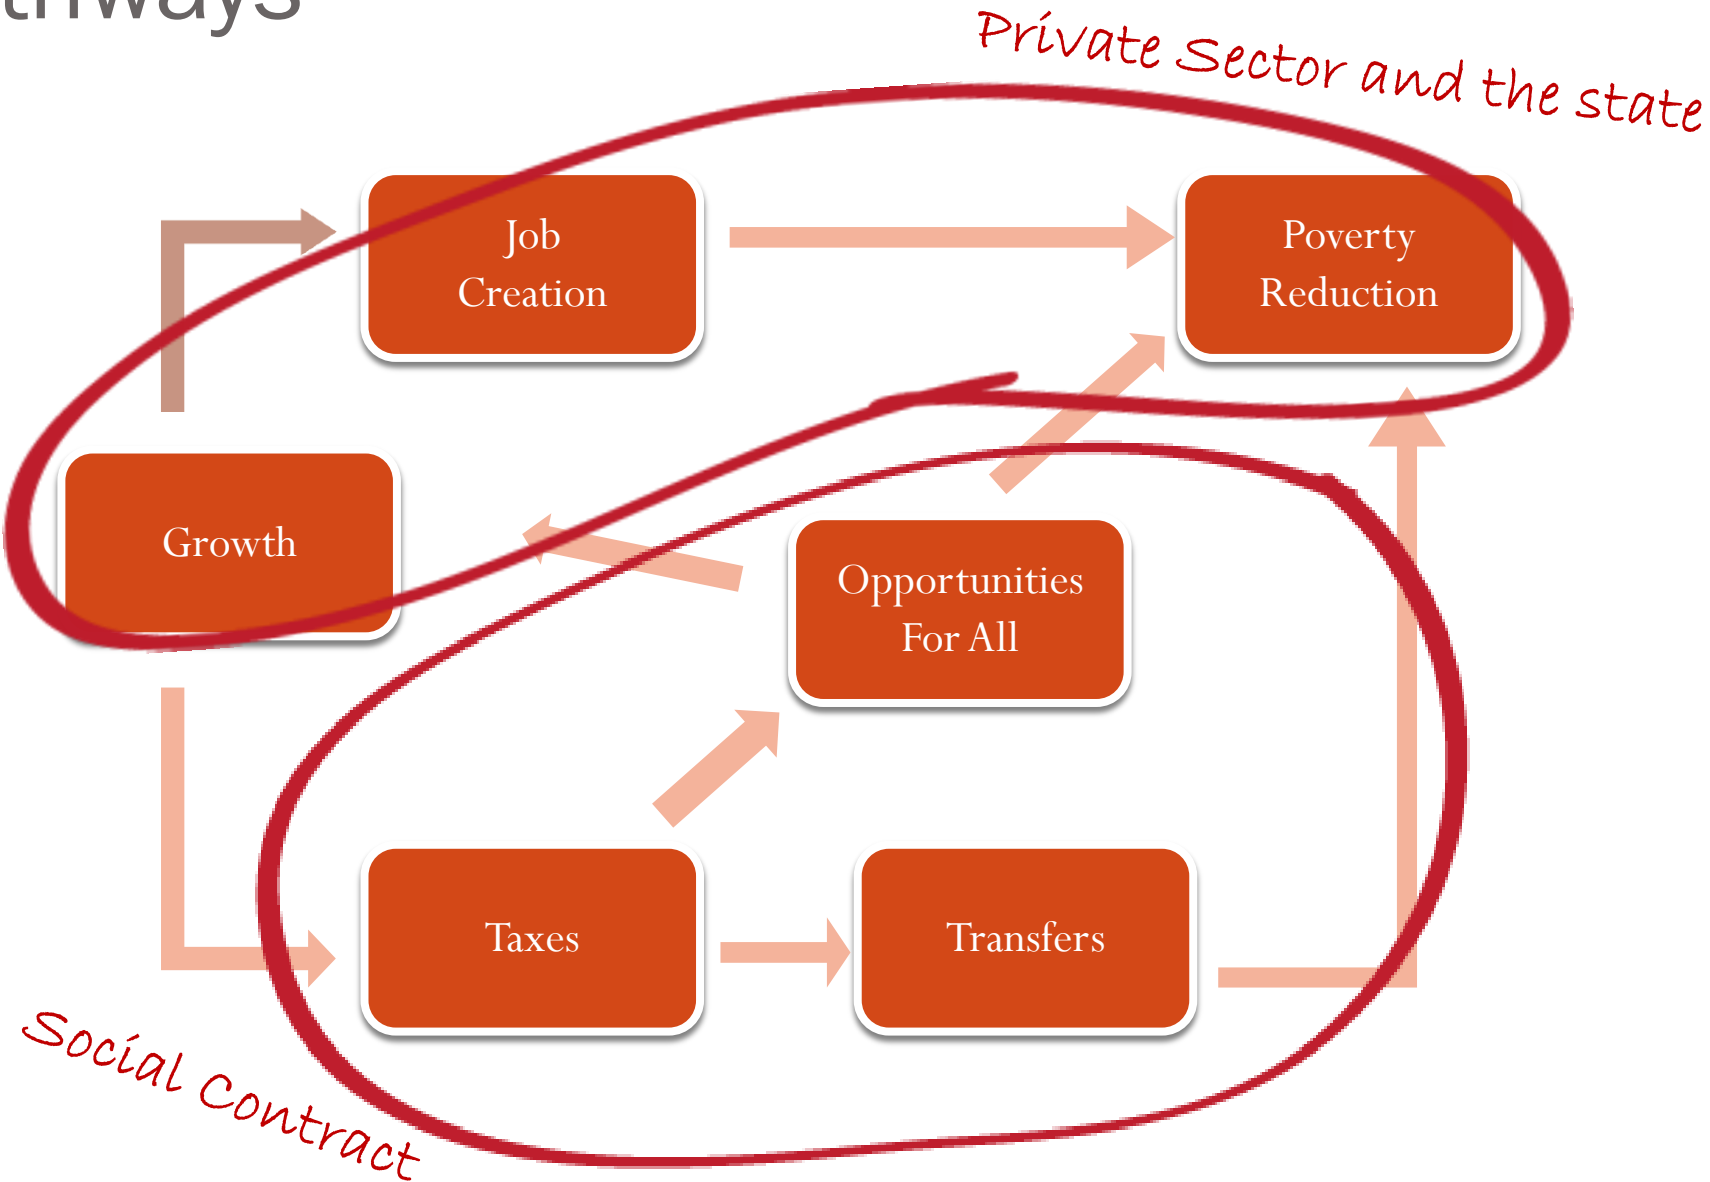 Private Sector and the state
Job
Creation
Poverty
Reduction
Growth
Opportunities
For All
Taxes
Transfers
Social Contract